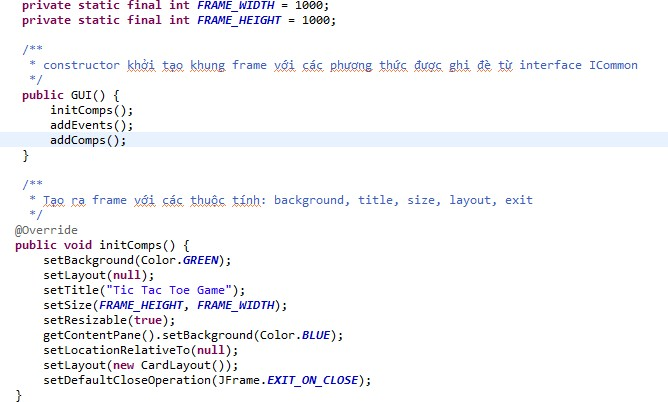 private static final int FRAME_WIDTH = 1000;
private static final int FRAME_HEIGHT = 1000;
/**
* constructor khởi tạo khung frame với các phương thức được ghi đè từ interface ICommon
*/
public GUI() {
initComps();
addEvents();
addComps();
}
/**
* Tạo ra frame với các thuộc tính: background, title, size, layout, exit
*/
@Override
public void initComps() {
setBackground(Color.GREEN);
setLayout(null);
setTitle("Tic Tac Toe Game");
setSize(FRAME_HEIGHT, FRAME_WIDTH);
setResizable(true);
getContentPane().setBackground(Color.BLUE);
setLocationRelativeTo(null);
setLayout(new CardLayout());
setDefaultCloseOperation(JFrame.EXIT_ON_CLOSE);
}